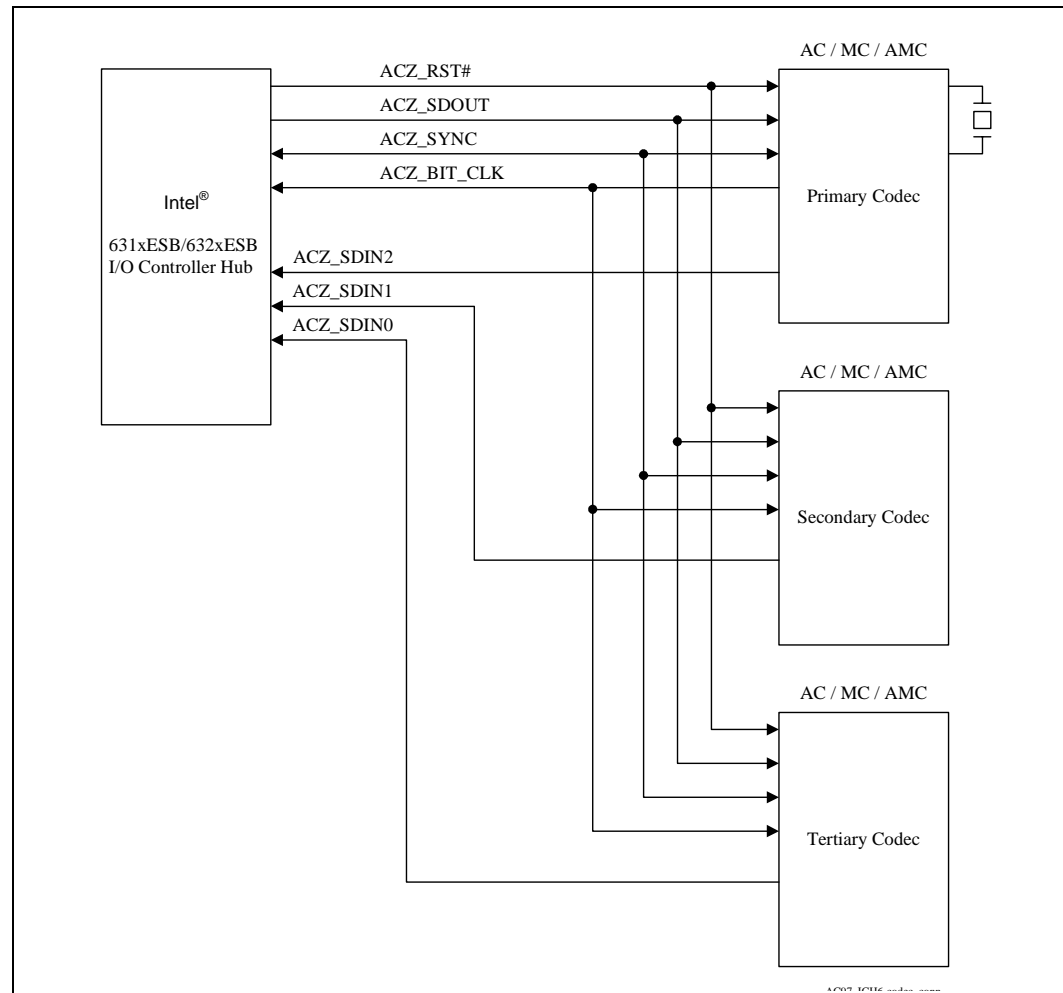 AC / MC / AMC
ACZ_RST#
ACZ_SDOUT
ACZ_SYNC
ACZ_BIT_CLK
Intel®
Primary Codec
631xESB/632xESB
I/O Controller Hub
ACZ_SDIN2
ACZ_SDIN1
ACZ_SDIN0
AC / MC / AMC
Secondary Codec
AC / MC / AMC
Tertiary Codec